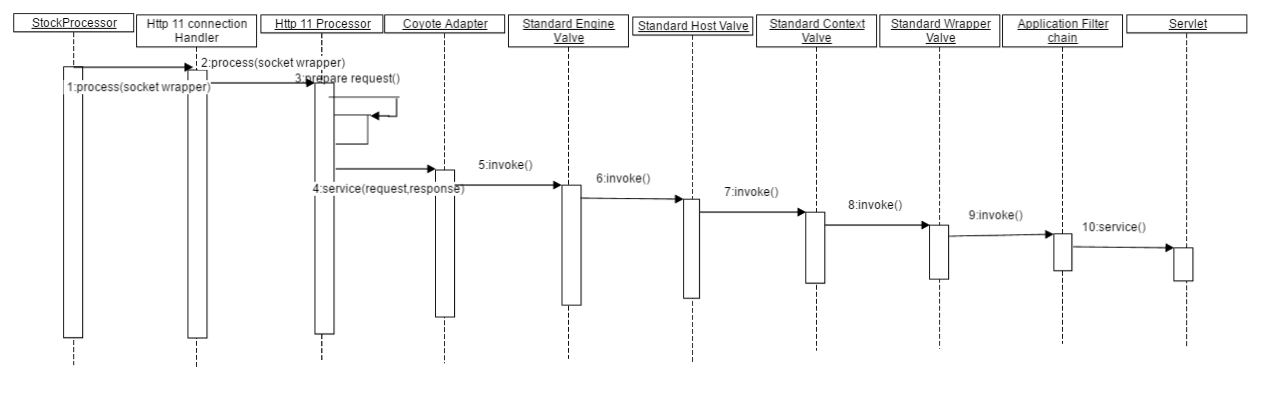 StockProcessor
Http 11 connection
Handler
Http 11 Processor
Coyote Adapter
Standard Engine
Valve
Standard Host Valve
Standard Context
Valve
Standard Wrapper
Valve
Application Filter
chain
Servlet
2:process(socket wrapper)
1:process(socket wrapper)
3:prepare request()
4:service(request,response)
5:invoke()
6:invoke()
7:invoke()
8:invoke()
9:invoke()
10:service()